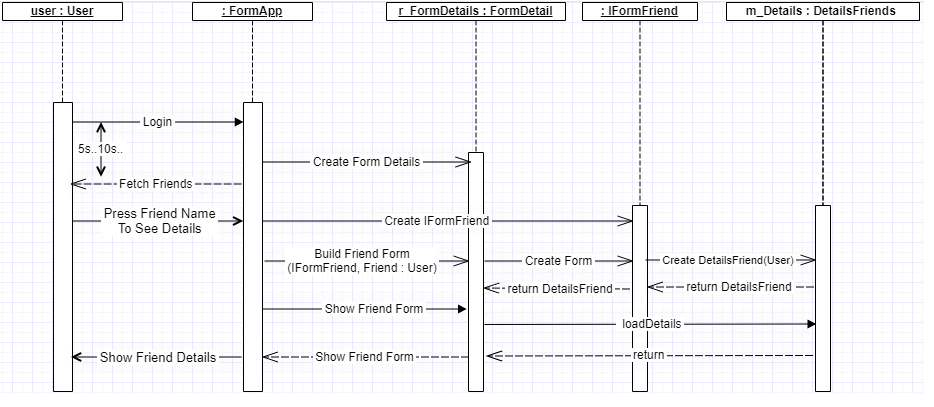 user : User
: FormApp
r_FormDetails : FormDetail
: IFormFriend
m_Details : DetailsFriends
Login
5s..10s..
Create Form Details
Fetch Friends
Press Friend Name
To See Details
Create IFormFriend
Build Friend Form
(IFormFriend, Friend : User)
Create Form
Create DetailsFriend(User)
return DetailsFriend
return DetailsFriend
Show Friend Form
loadDetails
Show Friend Details
Show Friend Form
return